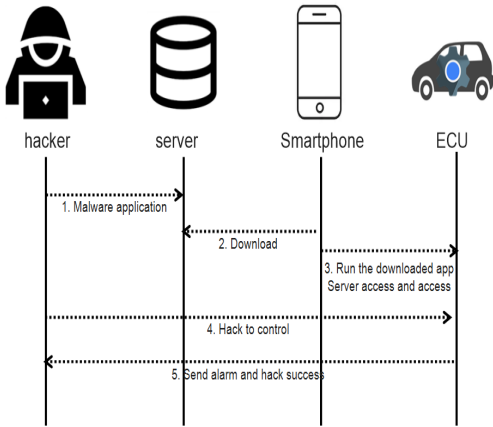 hacker
server
Smartphone
ECU
1. Malware application
2. Download
3. Run the downloaded app
Server access and access
4. Hack to control
5. Send alarm and hack success